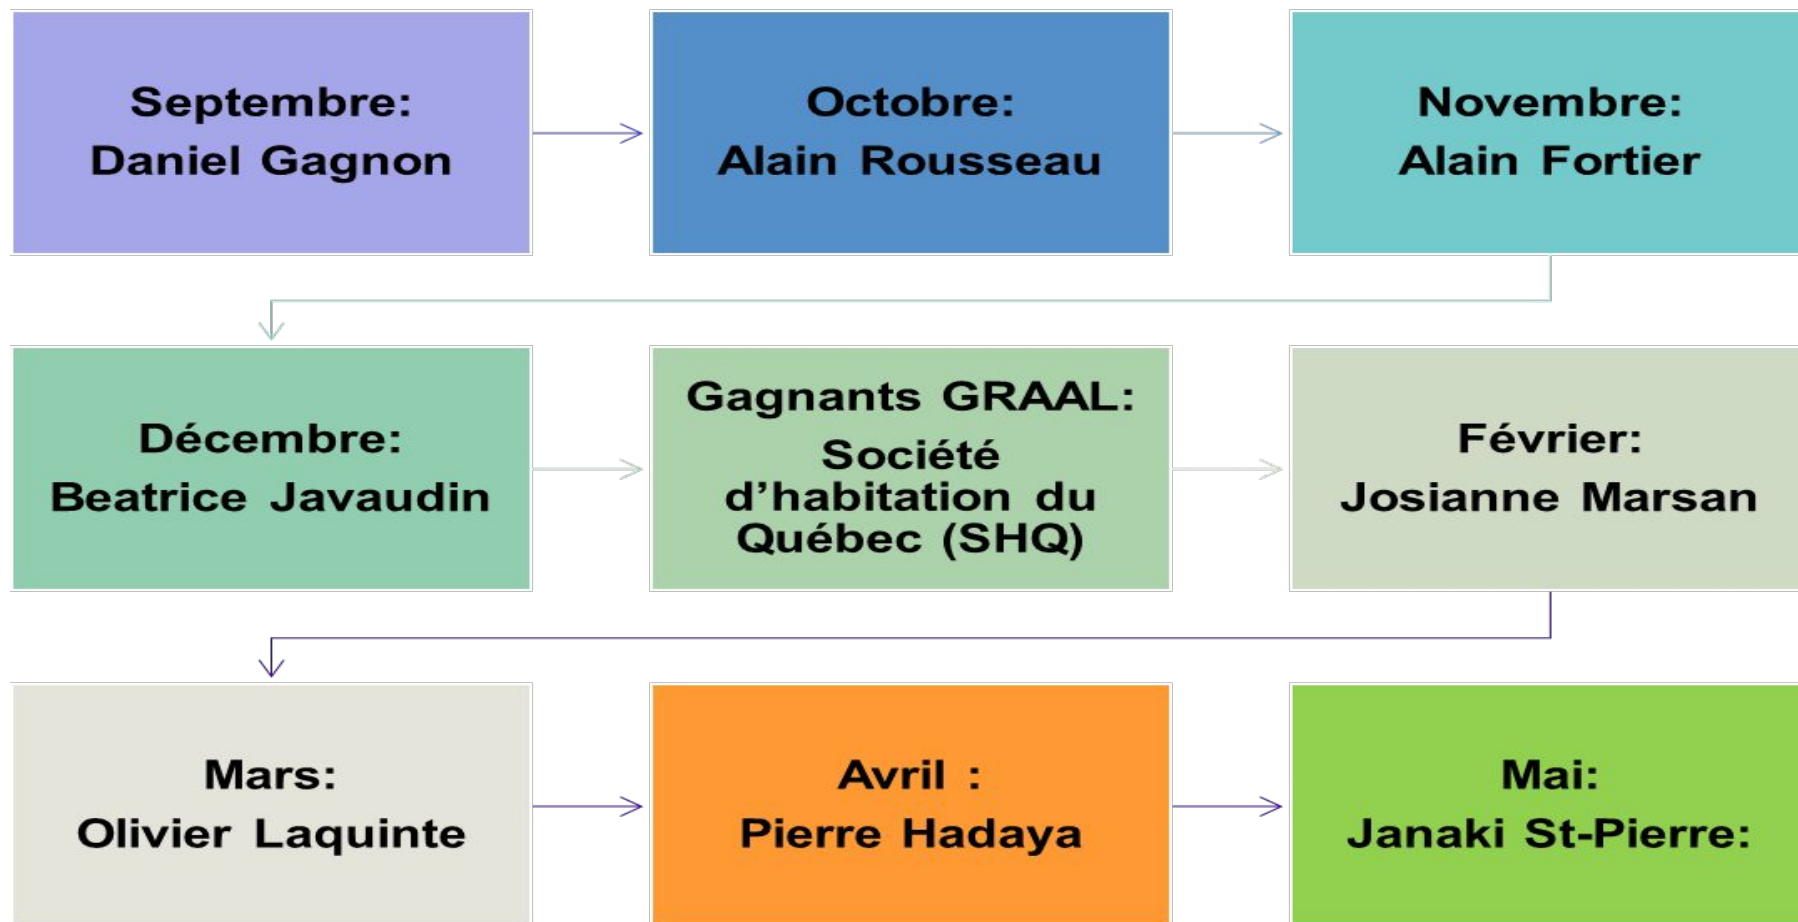 Septembre:
Daniel Gagnon
Octobre:
Alain Rousseau
Novembre:
Alain Fortier
Décembre:
Beatrice Javaudin
Gagnants GRAAL:
Société
d’habitation du
Québec (SHQ)
Février:
Josianne Marsan
Mars:
Olivier Laquinte
Avril :
Pierre Hadaya
Mai:
Janaki St-Pierre: